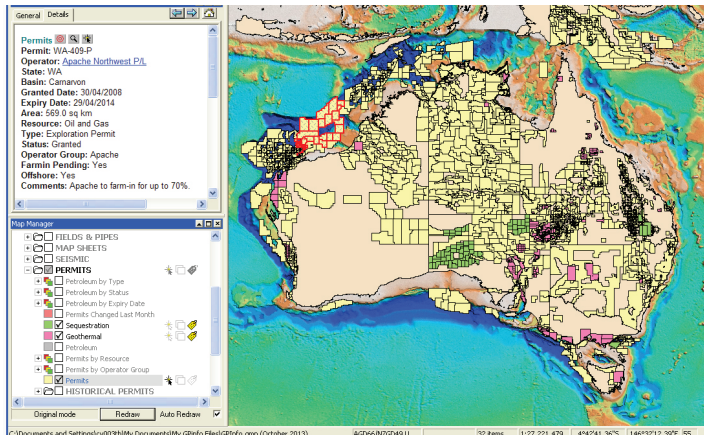 General Details
Permits
Permit: WA-409-P
Operator: Apache Northwest P/L
State: WA
Basin: Carnarvon
Granted Date: 30/04/2008
Expiry Date: 29/04/2014
Area: 569.0 sq km
Resource: Oil and Gas
Type: Exploration Permit
Status: Granted
Operator Group: Apache
Farmin Pending: Yes
Offshore: Yes
Comments: Apache to farm-in for up to 70%.
Map Manager
FIELDS & PIPES
MAP SHEETS
SEISMIC
PERMITS
Petroleum by Type
Petroleum by Status
Petroleum by Expiry Date
Permits Changed Last Month
Sequestration
Geothermal
Petroleum
Permits by Resource
Permits by Operator Group
Permits
HISTORICAL PERMITS
Original mode Redraw Auto Redraw
32 items 1:27,221,479